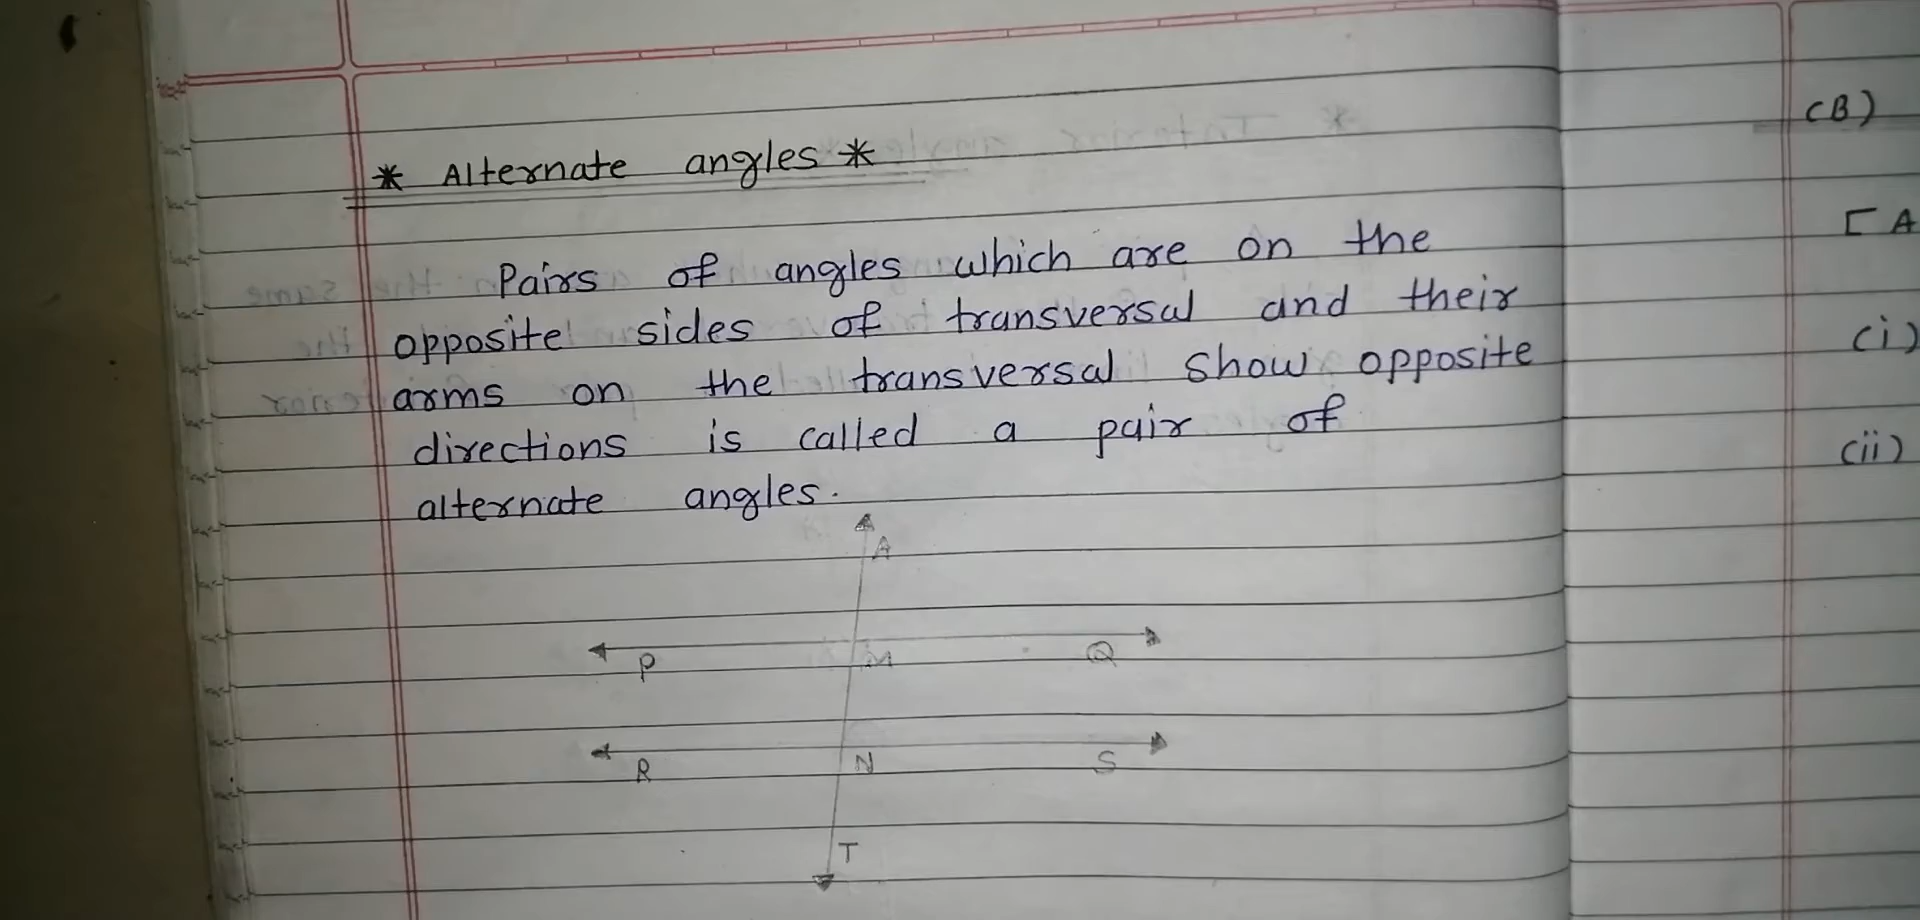 * Alternate angles *
Pairs of angles which are on the
opposite sides of transversal and their
arms on the transversal show opposite
directions is called a pair of
alternate angles.
A
P M Q
R N S
T
(B)
[ A
(i)
(ii)